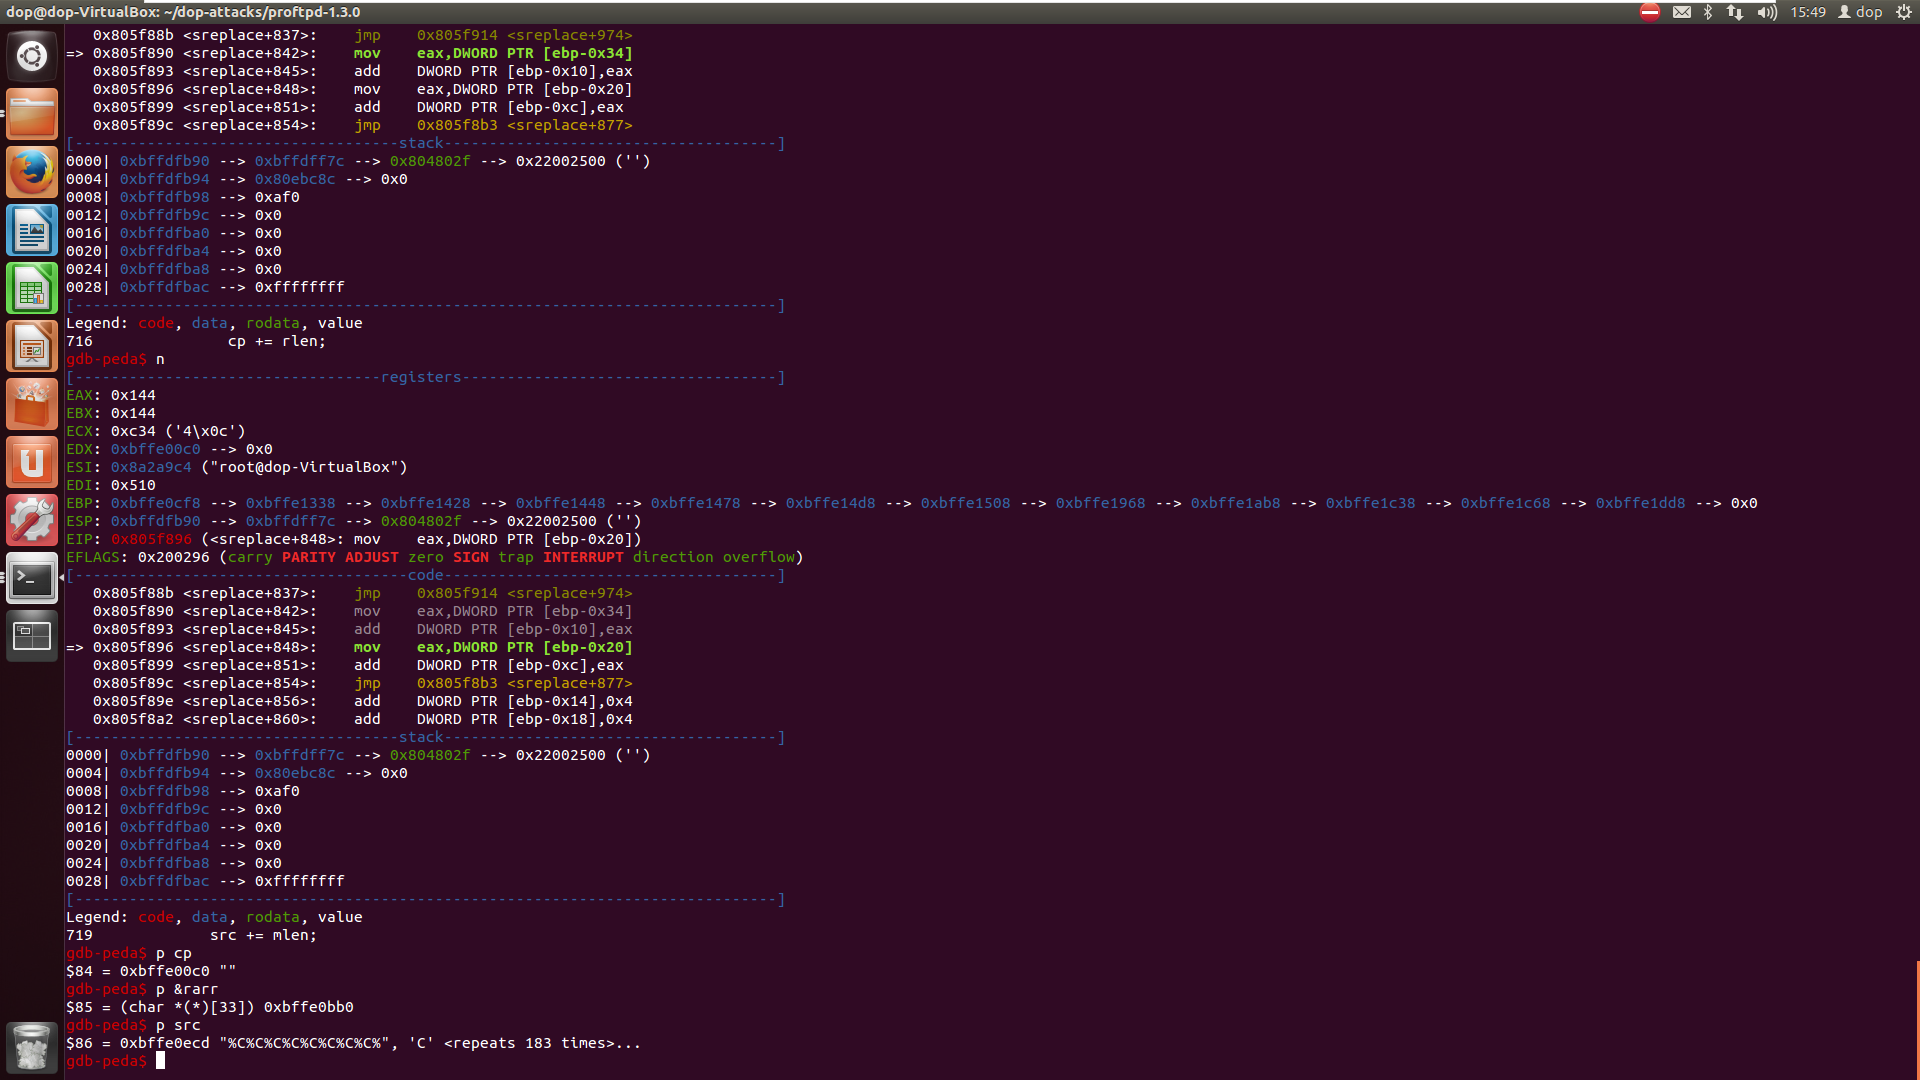 dop@dop-VirtualBox: ~/dop-attacks/proftpd-1.3.0 15:49 dop
0x805f88b <sreplace+837>: jmp 0x805f914 <sreplace+974>
=> 0x805f890 <sreplace+842>: mov eax,DWORD PTR [ebp-0x34]
0x805f893 <sreplace+845>: add DWORD PTR [ebp-0x10],eax
0x805f896 <sreplace+848>: mov eax,DWORD PTR [ebp-0x20]
0x805f899 <sreplace+851>: add DWORD PTR [ebp-0xc],eax
0x805f89c <sreplace+854>: jmp 0x805f8b3 <sreplace+877>
[------------------------------------stack-------------------------------------]
0000| 0xbffdfb90 --> 0xbffdff7c --> 0x804802f --> 0x22002500 ('')
0004| 0xbffdfb94 --> 0x80ebc8c --> 0x0
0008| 0xbffdfb98 --> 0xaf0
0012| 0xbffdfb9c --> 0x0
0016| 0xbffdfba0 --> 0x0
0020| 0xbffdfba4 --> 0x0
0024| 0xbffdfba8 --> 0x0
0028| 0xbffdfbac --> 0xffffffff
[------------------------------------------------------------------------------]
Legend: code, data, rodata, value
716 cp += rlen;
gdb-peda$ n
[----------------------------------registers-----------------------------------]
EAX: 0x144
EBX: 0x144
ECX: 0xc34 ('4\x0c')
EDX: 0xbffe00c0 --> 0x0
ESI: 0x8a2a9c4 ("root@dop-VirtualBox")
EDI: 0x510
EBP: 0xbffe0cf8 --> 0xbffe1338 --> 0xbffe1428 --> 0xbffe1448 --> 0xbffe1478 --> 0xbffe14d8 --> 0xbffe1508 --> 0xbffe1968 --> 0xbffe1ab8 --> 0xbffe1c38 --> 0xbffe1c68 --> 0xbffe1dd8 --> 0x0
ESP: 0xbffdfb90 --> 0xbffdff7c --> 0x804802f --> 0x22002500 ('')
EIP: 0x805f896 (<sreplace+848>: mov eax,DWORD PTR [ebp-0x20])
EFLAGS: 0x200296 (carry PARITY ADJUST zero SIGN trap INTERRUPT direction overflow)
[-------------------------------------code-------------------------------------]
0x805f88b <sreplace+837>: jmp 0x805f914 <sreplace+974>
0x805f890 <sreplace+842>: mov eax,DWORD PTR [ebp-0x34]
0x805f893 <sreplace+845>: add DWORD PTR [ebp-0x10],eax
=> 0x805f896 <sreplace+848>: mov eax,DWORD PTR [ebp-0x20]
0x805f899 <sreplace+851>: add DWORD PTR [ebp-0xc],eax
0x805f89c <sreplace+854>: jmp 0x805f8b3 <sreplace+877>
0x805f89e <sreplace+856>: add DWORD PTR [ebp-0x14],0x4
0x805f8a2 <sreplace+860>: add DWORD PTR [ebp-0x18],0x4
[------------------------------------stack-------------------------------------]
0000| 0xbffdfb90 --> 0xbffdff7c --> 0x804802f --> 0x22002500 ('')
0004| 0xbffdfb94 --> 0x80ebc8c --> 0x0
0008| 0xbffdfb98 --> 0xaf0
0012| 0xbffdfb9c --> 0x0
0016| 0xbffdfba0 --> 0x0
0020| 0xbffdfba4 --> 0x0
0024| 0xbffdfba8 --> 0x0
0028| 0xbffdfbac --> 0xffffffff
[------------------------------------------------------------------------------]
Legend: code, data, rodata, value
719 src += mlen;
gdb-peda$ p cp
$84 = 0xbffe00c0 ""
gdb-peda$ p &rarr
$85 = (char *(*)[33]) 0xbffe0bb0
gdb-peda$ p src
$86 = 0xbffe0ecd "%C%C%C%C%C%C%C%C%", 'C' <repeats 183 times>...
gdb-peda$